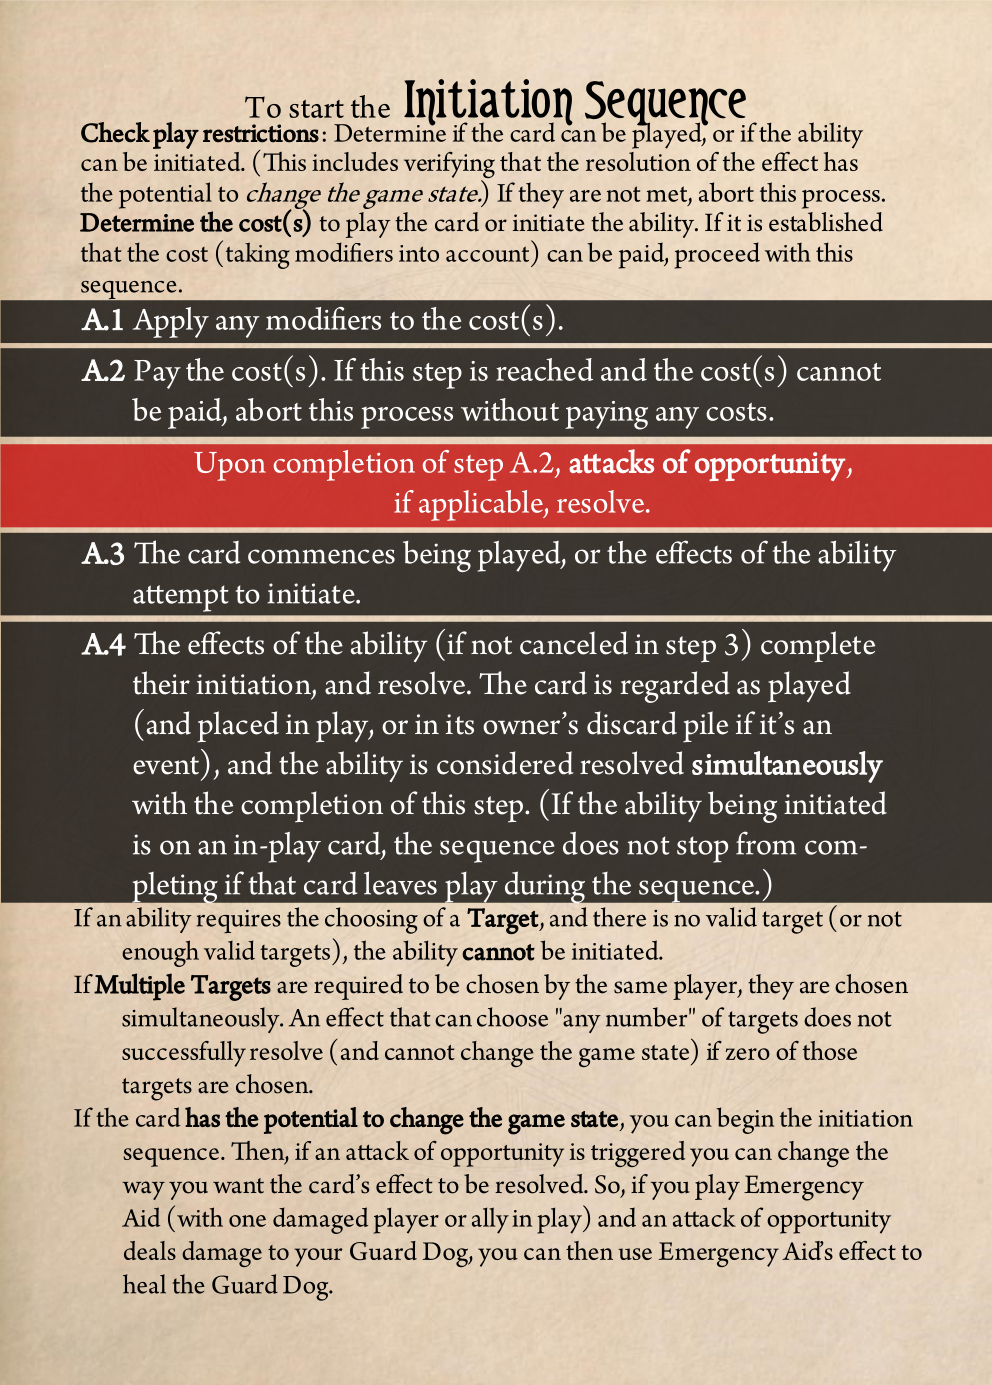 To start the Initiation Sequence
Check play restrictions: Determine if the card can be played, or if the ability
can be initiated. (This includes verifying that the resolution of the effect has
the potential to change the game state.) If they are not met, abort this process.
Determine the cost(s) to play the card or initiate the ability. If it is established
that the cost (taking modifiers into account) can be paid, proceed with this
sequence.
A.1 Apply any modifiers to the cost(s).
A.2 Pay the cost(s). If this step is reached and the cost(s) cannot
be paid, abort this process without paying any costs.
Upon completion of step A.2, attacks of opportunity,
if applicable, resolve.
A.3 The card commences being played, or the effects of the ability
attempt to initiate.
A.4 The effects of the ability (if not canceled in step 3) complete
their initiation, and resolve. The card is regarded as played
(and placed in play, or in its owner's discard pile if it's an
event), and the ability is considered resolved simultaneously
with the completion of this step. (If the ability being initiated
is on an in-play card, the sequence does not stop from com-
pleting if that card leaves play during the sequence.)
If an ability requires the choosing of a Target, and there is no valid target (or not
enough valid targets), the ability cannot be initiated.
If Multiple Targets are required to be chosen by the same player, they are chosen
simultaneously. An effect that can choose "any number" of targets does not
successfully resolve (and cannot change the game state) if zero of those
targets are chosen.
If the card has the potential to change the game state, you can begin the initiation
sequence. Then, if an attack of opportunity is triggered you can change the
way you want the card's effect to be resolved. So, if you play Emergency
Aid (with one damaged player or ally in play) and an attack of opportunity
deals damage to your Guard Dog, you can then use Emergency Aid's effect to
heal the Guard Dog.